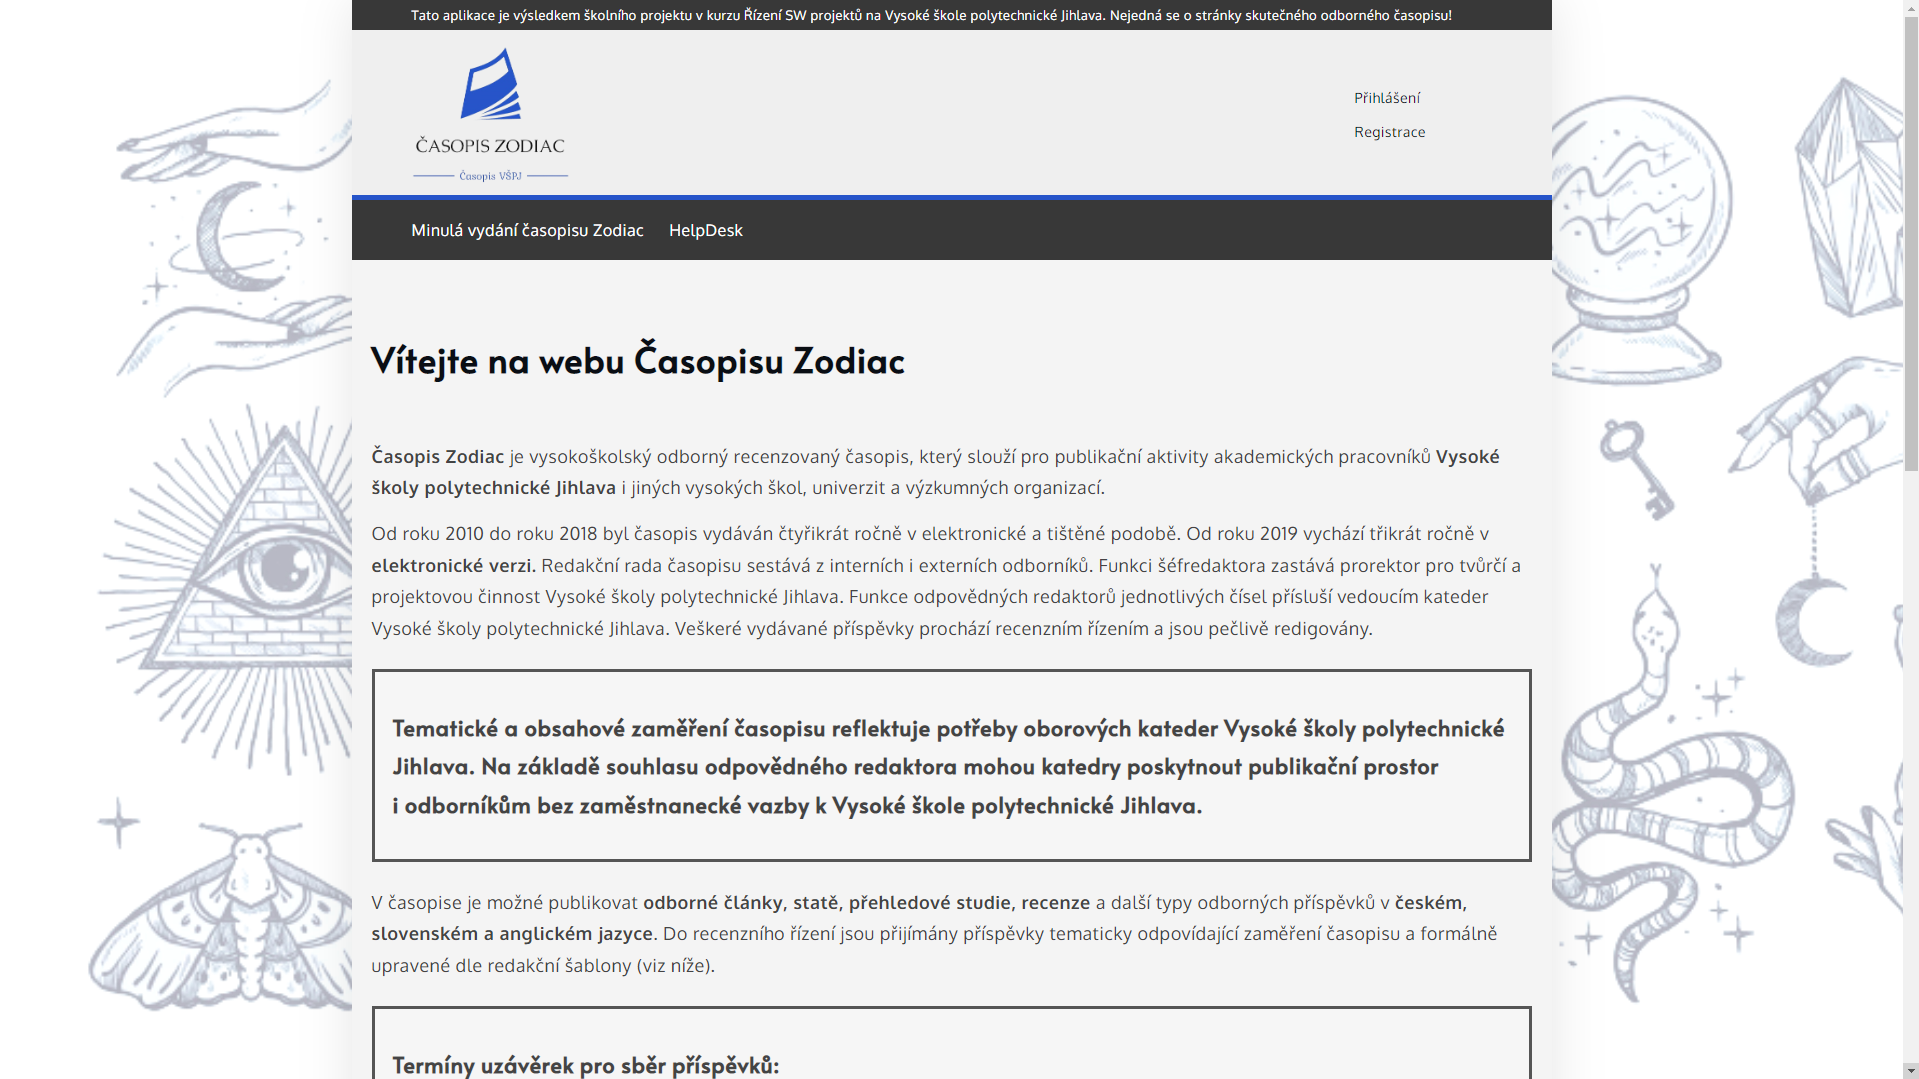 Tato aplikace je výsledkem školního projektu v kurzu Řízení SW projektů na Vysoké škole polytechnické Jihlava. Nejedná se o stránky skutečného odborného časopisu!
ČASOPIS ZODIAC
Časopis VŠPJ
Přihlášení
Registrace
Minulá vydání časopisu Zodiac HelpDesk
Vítejte na webu Časopisu Zodiac
Časopis Zodiac je vysokoškolský odborný recenzovaný časopis, který slouží pro publikační aktivity akademických pracovníků Vysoké
školy polytechnické Jihlava i jiných vysokých škol, univerzit a výzkumných organizací.
Od roku 2010 do roku 2018 byl časopis vydáván čtyřikrát ročně v elektronické a tištěné podobě. Od roku 2019 vychází třikrát ročně v
elektronické verzi. Redakční rada časopisu sestává z interních i externích odborníků. Funkci šéfredaktora zastává prorektor pro tvůrčí a
projektovou činnost Vysoké školy polytechnické Jihlava. Funkce odpovědných redaktorů jednotlivých čísel přísluší vedoucím kateder
Vysoké školy polytechnické Jihlava. Veškeré vydávané příspěvky prochází recenzním řízením a jsou pečlivě redigovány.
Tematické a obsahové zaměření časopisu reflektuje potřeby oborových kateder Vysoké školy polytechnické
Jihlava. Na základě souhlasu odpovědného redaktora mohou katedry poskytnout publikační prostor
i odborníkům bez zaměstnanecké vazby k Vysoké škole polytechnické Jihlava.
V časopise je možné publikovat odborné články, statě, přehledové studie, recenze a další typy odborných příspěvků v českém,
slovenském a anglickém jazyce. Do recenzního řízení jsou přijímány příspěvky tematicky odpovídající zaměření časopisu a formálně
upravené dle redakční šablony (viz níže).
Termíny uzávěrek pro sběr příspěvků: